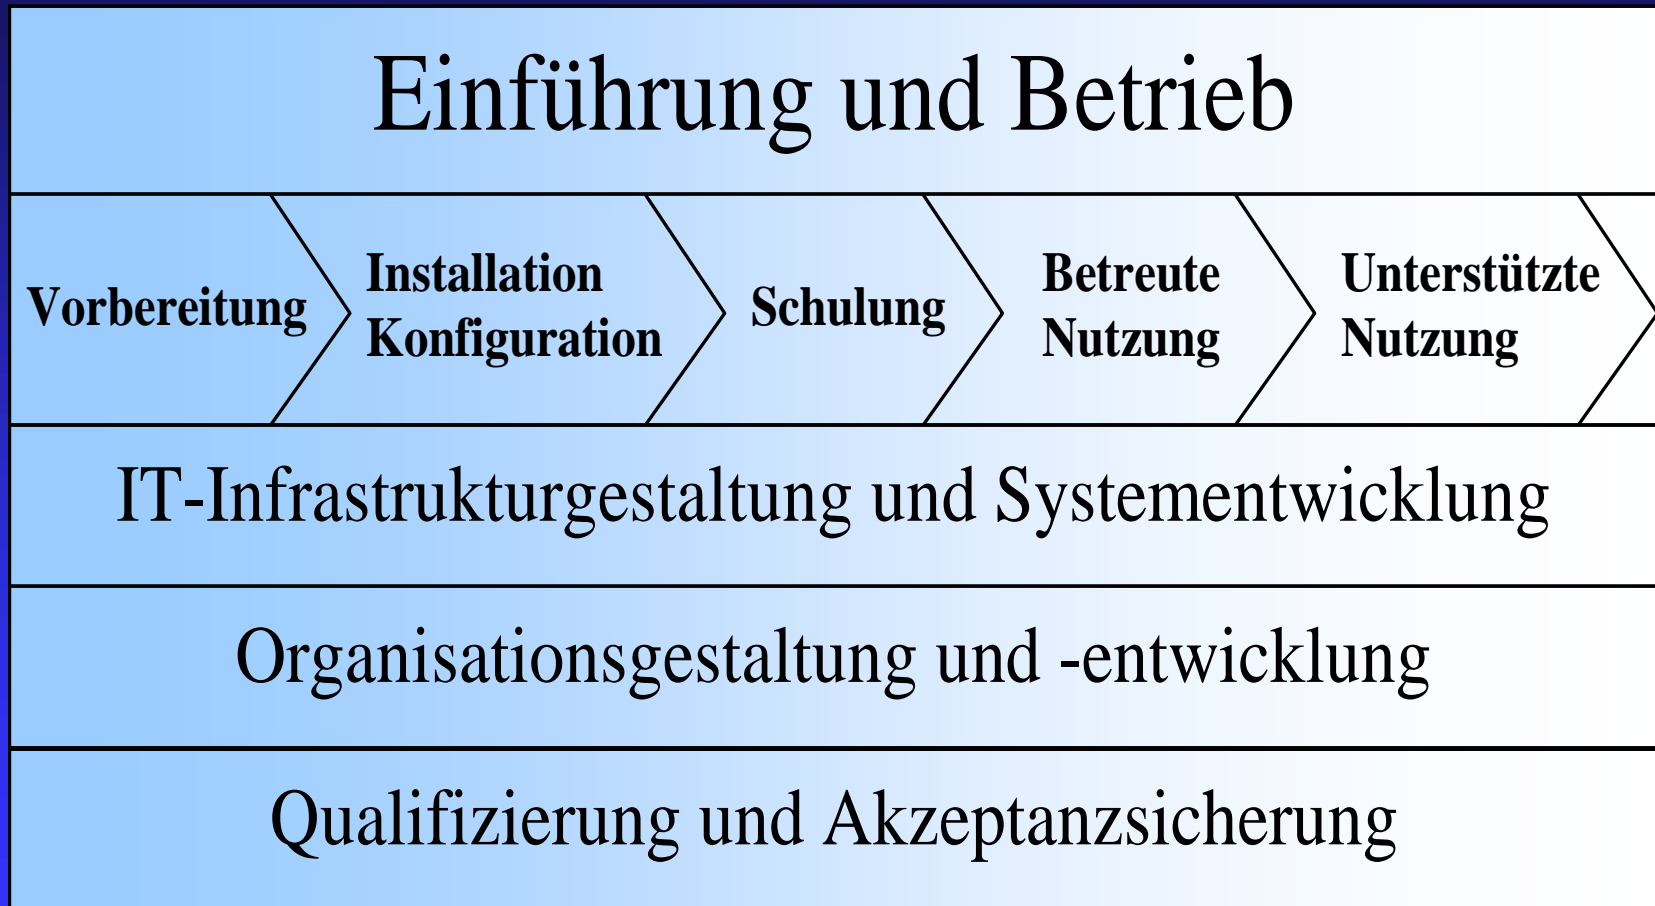 Einführung und Betrieb
Vorbereitung
Installation
Konfiguration
Schulung
Betreute
Nutzung
Unterstützte
Nutzung
IT-Infrastrukturgestaltung und Systementwicklung
Organisationsgestaltung und -entwicklung
Qualifizierung und Akzeptanzsicherung